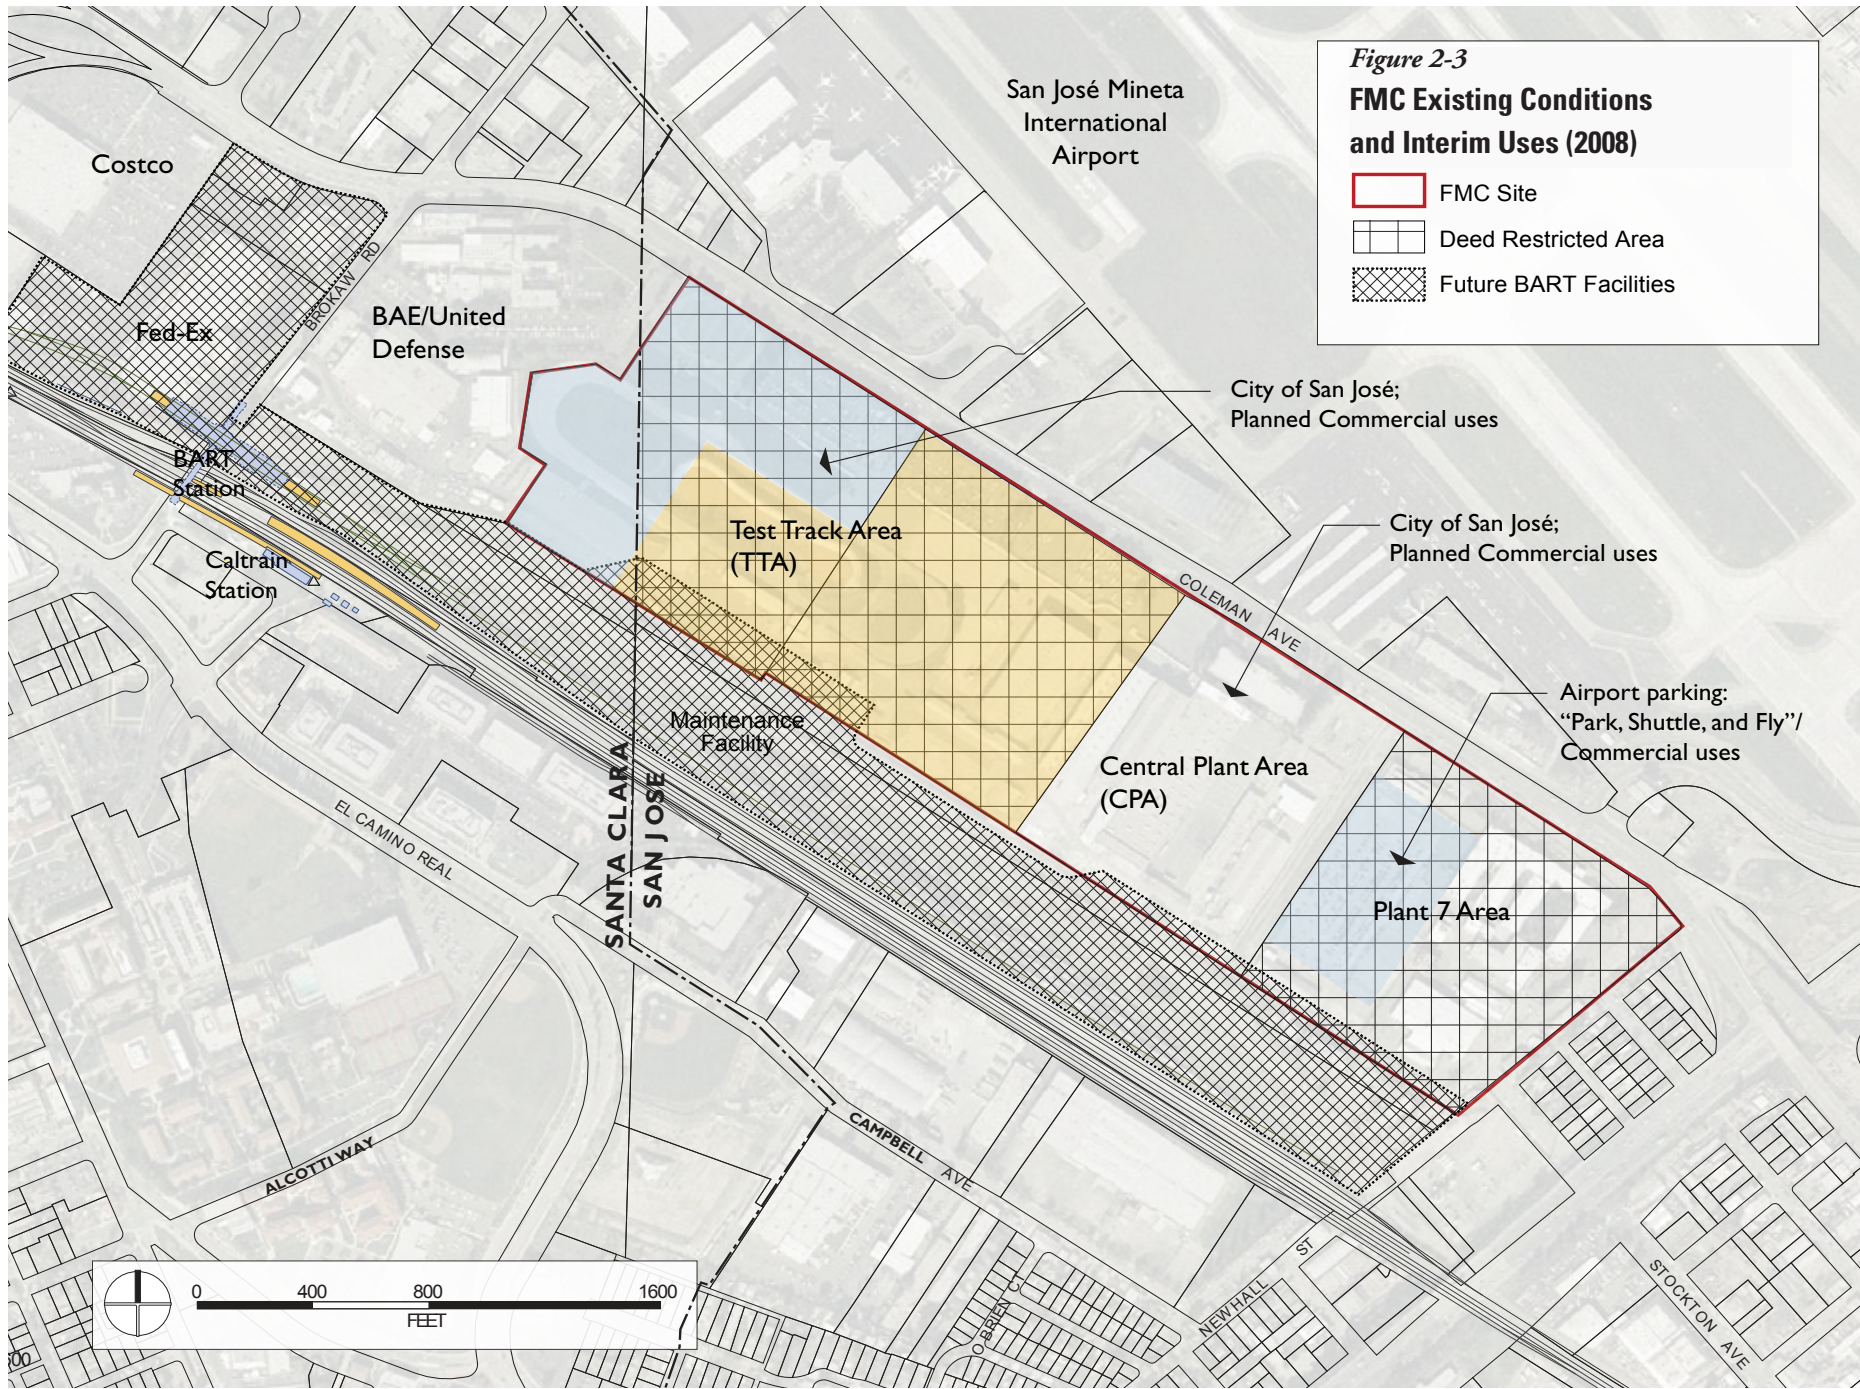 Figure 2-3
FMC Existing Conditions
and Interim Uses (2008)
FMC Site
Deed Restricted Area
Future BART Facilities
San José Mineta
International
Airport
Costco
BROKAW RD
Fed-Ex
BAE/United
Defense
City of San José;
Planned Commercial uses
BART
Station
Test Track Area
(TTA)
City of San José;
Planned Commercial uses
Caltrain
Station
COLEMAN AVE
Airport parking:
“Park, Shuttle, and Fly”/
Commercial uses
Maintenance
Facility
Central Plant Area
(CPA)
SANTA CLARA
SAN JOSE
EL CAMINO REAL
Plant 7 Area
CAMPBELL AVE
ALCOTTI WAY
O'BRIEN CT
NEWHALL ST
STOCKTON AVE
0 400 800 1600
FEET
500